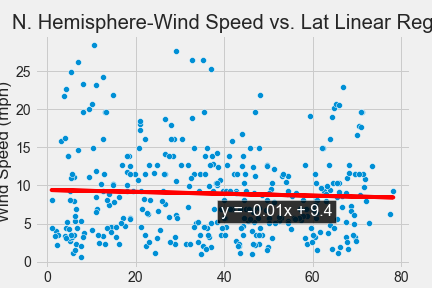 N. Hemisphere-Wind Speed vs. Lat Linear Reg
Wind Speed (mph)
25
20
15
10
5
0
y = -0.01x + 9.4
0 20 40 60 80